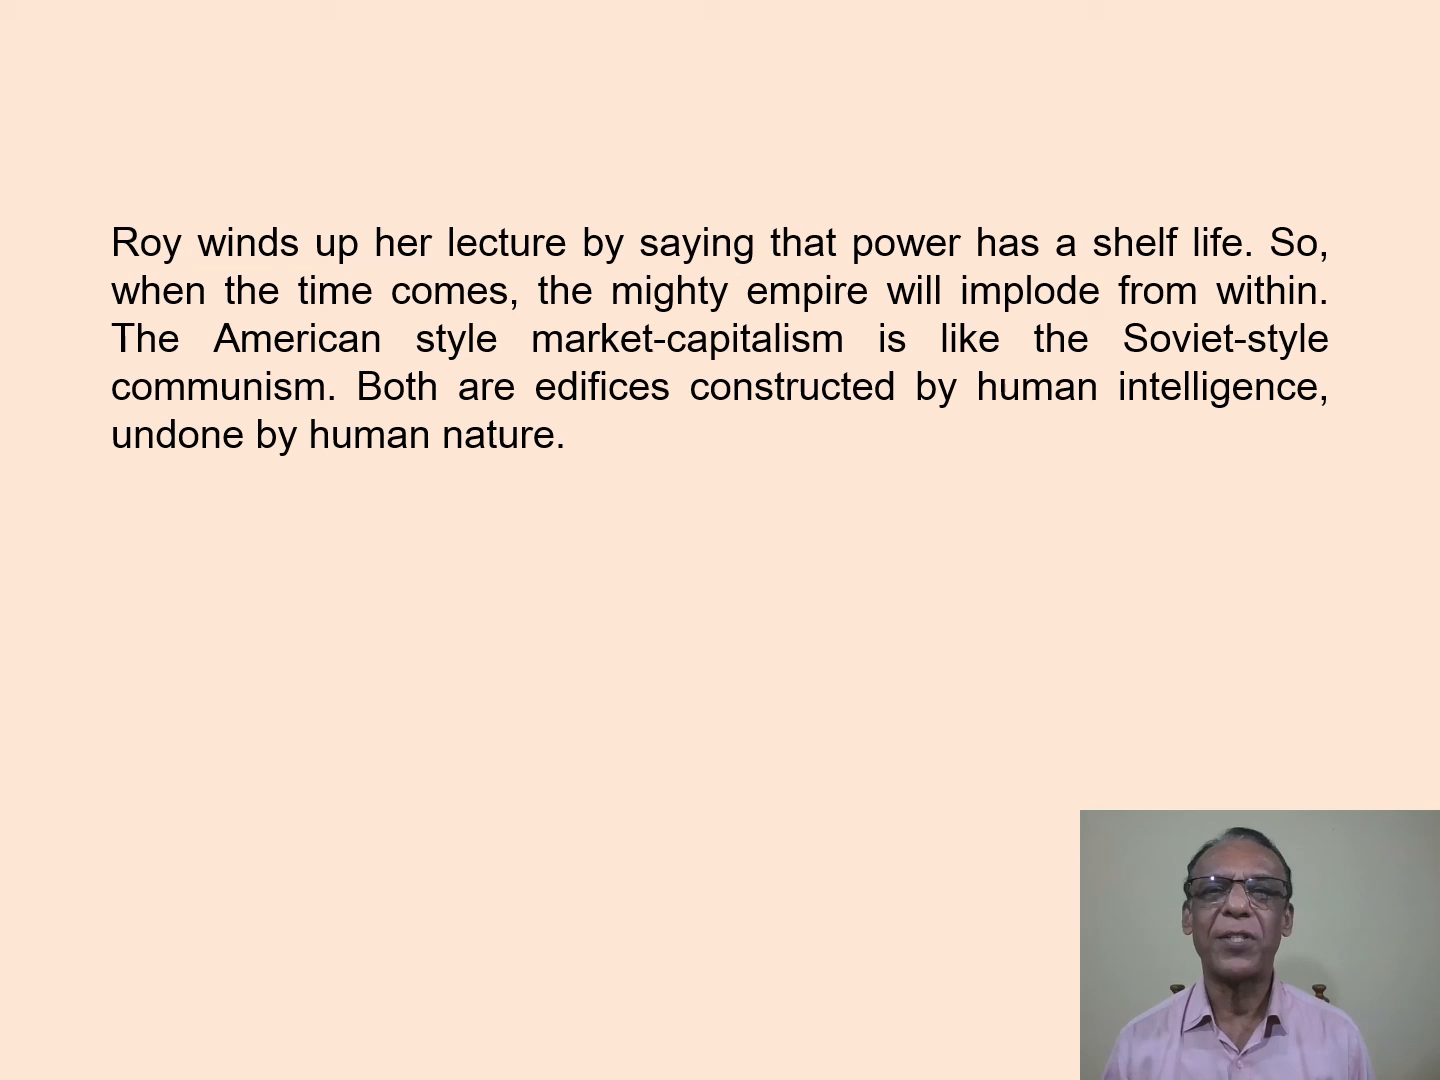 Roy winds up her lecture by saying that power has a shelf life. So,
when the time comes, the mighty empire will implode from within.
The American style market-capitalism is like the Soviet-style
communism. Both are edifices constructed by human intelligence,
undone by human nature.